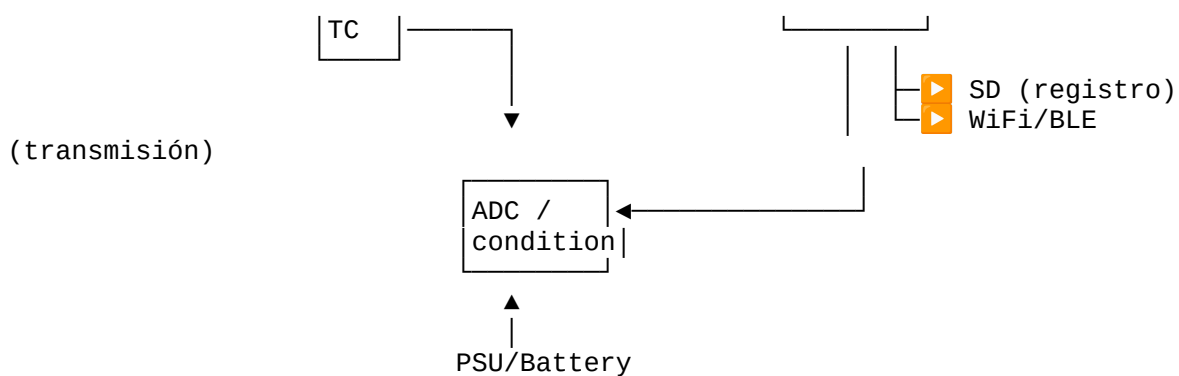 TC
SD (registro)
WiFi/BLE
(transmisión)
ADC /
condition
PSU/Battery